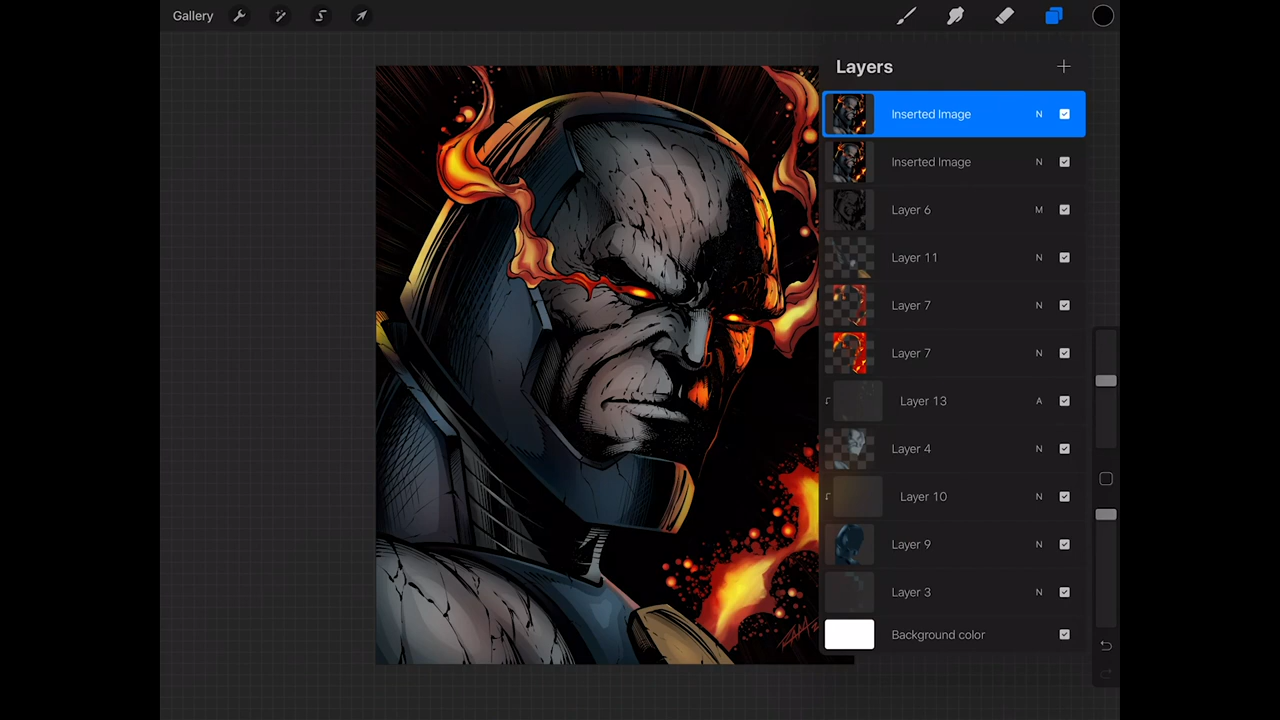 Gallery
Layers
Inserted Image N
Inserted Image N
Layer 6 M
Layer 11 N
Layer 7 N
Layer 7 N
Layer 13 A
Layer 4 N
Layer 10 N
Layer 9 N
Layer 3 N
Background color